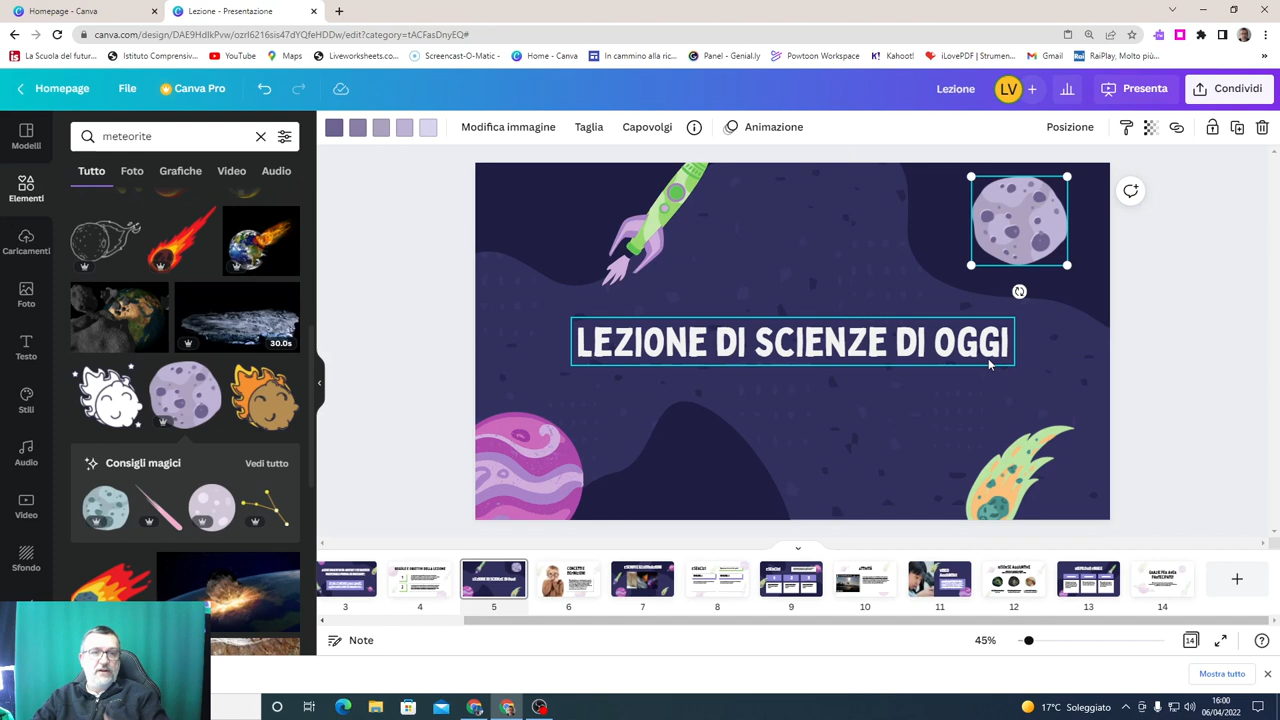 Homepage - Canva
Lezione - Presentazione
canva.com/design/DAE9HdIkPvw/ozrl6216sis47dYQfeHDDw/edit?category=tACFasDnyEQ#
La Scuola del futur...
Istituto Comprensiv...
YouTube
Maps
Liveworksheets.co...
Screencast-O-Matic -
Home - Canva
In cammino alla ric...
Panel - Genial.ly
Powtoon Workspace
Kahoot!
iLovePDF | Strumen...
Gmail
RaiPlay, Molto più...
Homepage
File
Canva Pro
Lezione
LV
Presenta
Condividi
Modelli
Elementi
Caricamenti
Foto
Testo
Stili
Audio
Video
Sfondo
meteorite
Tutto
Foto
Grafiche
Video
Audio
30.0s
Consigli magici
Vedi tutto
Modifica immagine
Taglia
Capovolgi
Animazione
Posizione
LEZIONE DI SCIENZE DI OGGI
3
4
5
6
7
8
9
10
11
12
13
14
Note
45%
14
Mostra tutto
17°C Soleggiato
16:00
06/04/2022